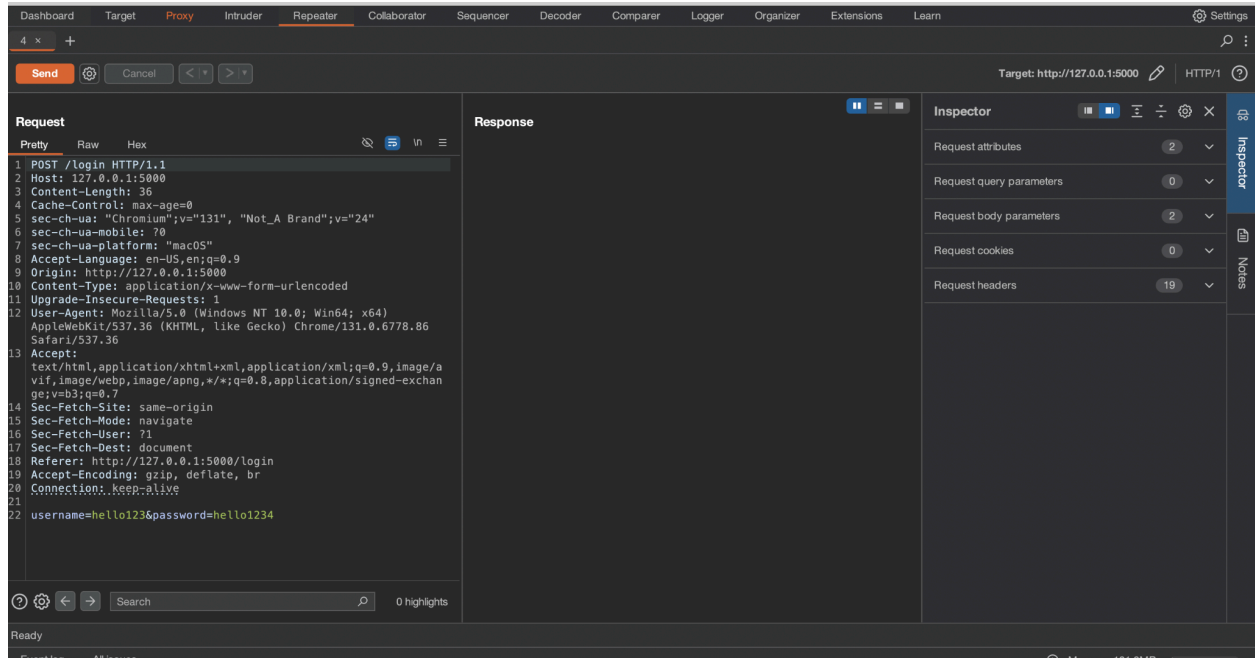 Dashboard Target Proxy Intruder Repeater Collaborator Sequencer Decoder Comparer Logger Organizer Extensions Learn Settings
4 × +
Send Cancel < > Target: http://127.0.0.1:5000 HTTP/1
Request
Pretty Raw Hex \n
1 POST /login HTTP/1.1
2 Host: 127.0.0.1:5000
3 Content-Length: 36
4 Cache-Control: max-age=0
5 sec-ch-ua: "Chromium";v="131", "Not_A Brand";v="24"
6 sec-ch-ua-mobile: ?0
7 sec-ch-ua-platform: "macOS"
8 Accept-Language: en-US,en;q=0.9
9 Origin: http://127.0.0.1:5000
10 Content-Type: application/x-www-form-urlencoded
11 Upgrade-Insecure-Requests: 1
12 User-Agent: Mozilla/5.0 (Windows NT 10.0; Win64; x64)
AppleWebKit/537.36 (KHTML, like Gecko) Chrome/131.0.6778.86
Safari/537.36
13 Accept:
text/html,application/xhtml+xml,application/xml;q=0.9,image/a
vif,image/webp,image/apng,*/*;q=0.8,application/signed-exchan
ge;v=b3;q=0.7
14 Sec-Fetch-Site: same-origin
15 Sec-Fetch-Mode: navigate
16 Sec-Fetch-User: ?1
17 Sec-Fetch-Dest: document
18 Referer: http://127.0.0.1:5000/login
19 Accept-Encoding: gzip, deflate, br
20 Connection: keep-alive
21
22 username=hello123&password=hello1234
Search 0 highlights
Response
Inspector
Request attributes 2
Request query parameters 0
Request body parameters 2
Request cookies 0
Request headers 19
Inspector
Notes
Ready